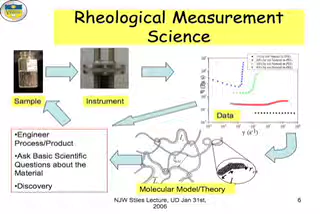 Rheological Measurement
Science
Sample
Instrument
Data
γ (s⁻¹)
•Engineer
Process/Product
•Ask Basic Scientific
Questions about the
Material
•Discovery
Molecular Model/Theory
NJW Stiles Lecture, UD Jan 31st,
2006
6